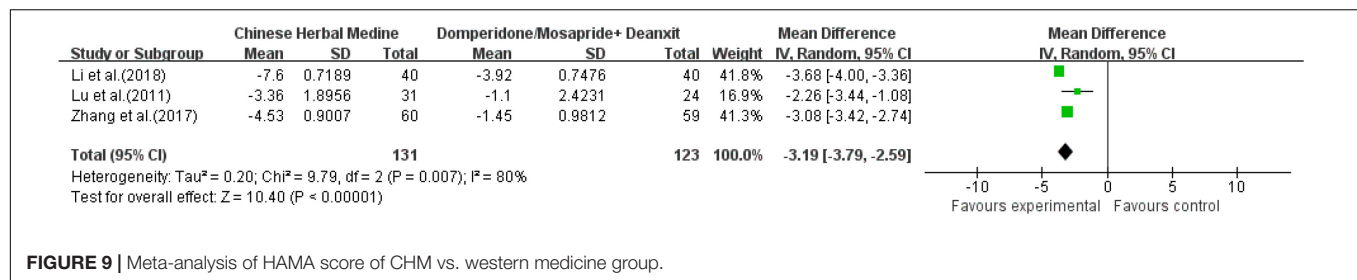 Chinese Herbal Medine Domperidone/Mosapride+ Deanxit Mean Difference Mean Difference
Study or Subgroup Mean SD Total Mean SD Total Weight IV, Random, 95% CI IV, Random, 95% CI
Li et al.(2018) -7.6 0.7189 40 -3.92 0.7476 40 41.8% -3.68 [-4.00, -3.36]
Lu et al.(2011) -3.36 1.8956 31 -1.1 2.4231 24 16.9% -2.26 [-3.44, -1.08]
Zhang et al.(2017) -4.53 0.9007 60 -1.45 0.9812 59 41.3% -3.08 [-3.42, -2.74]
Total (95% CI) 131 123 100.0% -3.19 [-3.79, -2.59]
Heterogeneity: Tau² = 0.20; Chi² = 9.79, df = 2 (P = 0.007); I² = 80%
Test for overall effect: Z = 10.40 (P < 0.00001)
-10 -5 0 5 10
Favours experimental Favours control
FIGURE 9 | Meta-analysis of HAMA score of CHM vs. western medicine group.